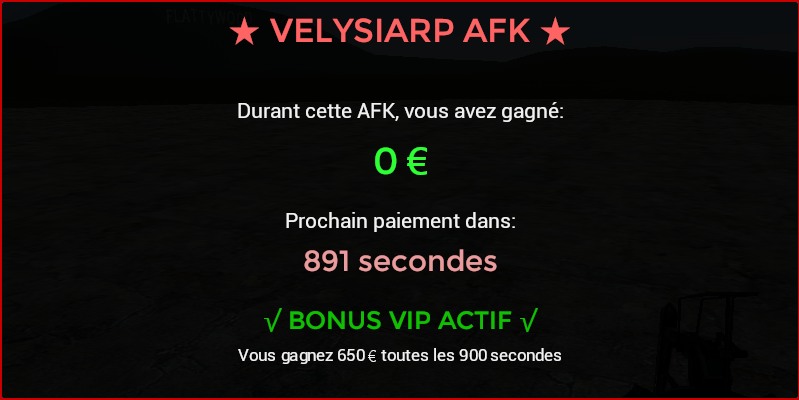 ★ VELYSIARP AFK ★
Durant cette AFK, vous avez gagné:
0 €
Prochain paiement dans:
891 secondes
√ BONUS VIP ACTIF √
Vous gagnez 650 € toutes les 900 secondes